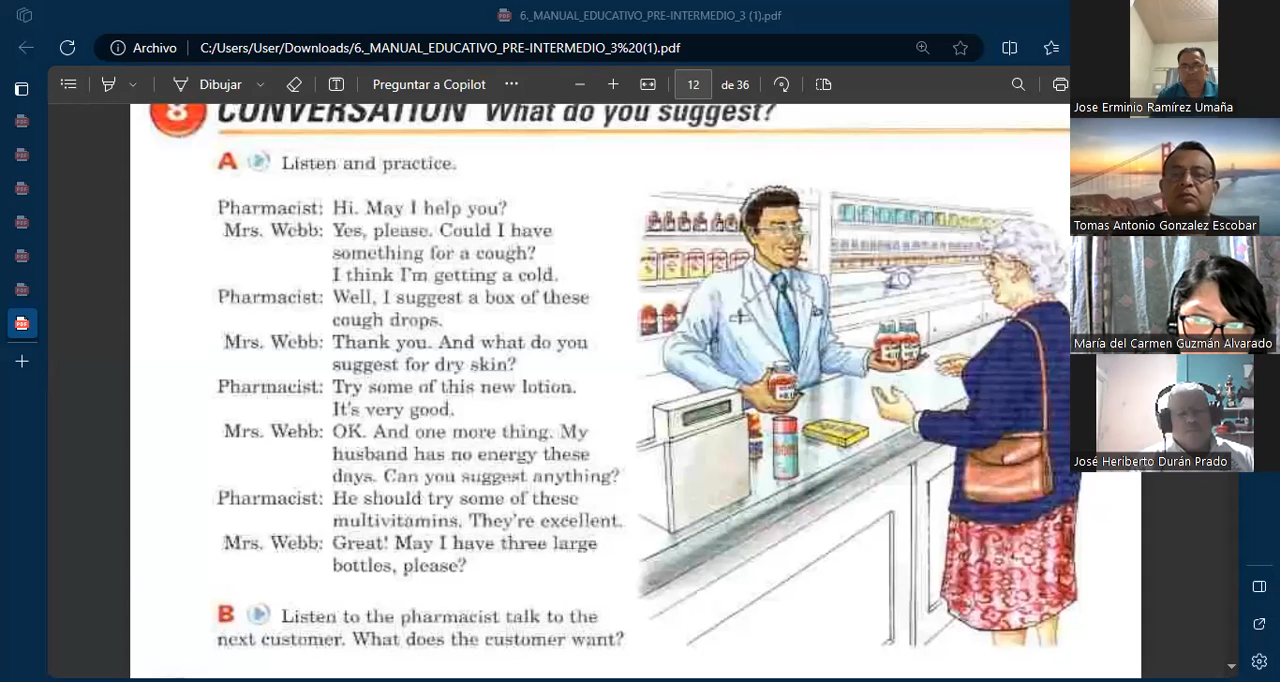 6._MANUAL_EDUCATIVO_PRE-INTERMEDIO_3 (1).pdf
Archivo
C:/Users/User/Downloads/6._MANUAL_EDUCATIVO_PRE-INTERMEDIO_3%20(1).pdf
Dibujar
Preguntar a Copilot
12
de 36
8 CONVERSATION What do you suggest?
A Listen and practice.
Pharmacist: Hi. May I help you?
Mrs. Webb: Yes, please. Could I have
something for a cough?
I think I'm getting a cold.
Pharmacist: Well, I suggest a box of these
cough drops.
Mrs. Webb: Thank you. And what do you
suggest for dry skin?
Pharmacist: Try some of this new lotion.
It's very good.
Mrs. Webb: OK. And one more thing. My
husband has no energy these
days. Can you suggest anything?
Pharmacist: He should try some of these
multivitamins. They're excellent.
Mrs. Webb: Great! May I have three large
bottles, please?
B Listen to the pharmacist talk to the
next customer. What does the customer want?
Jose Erminio Ramírez Umaña
Tomas Antonio Gonzalez Escobar
María del Carmen Guzmán Alvarado
José Heriberto Durán Prado